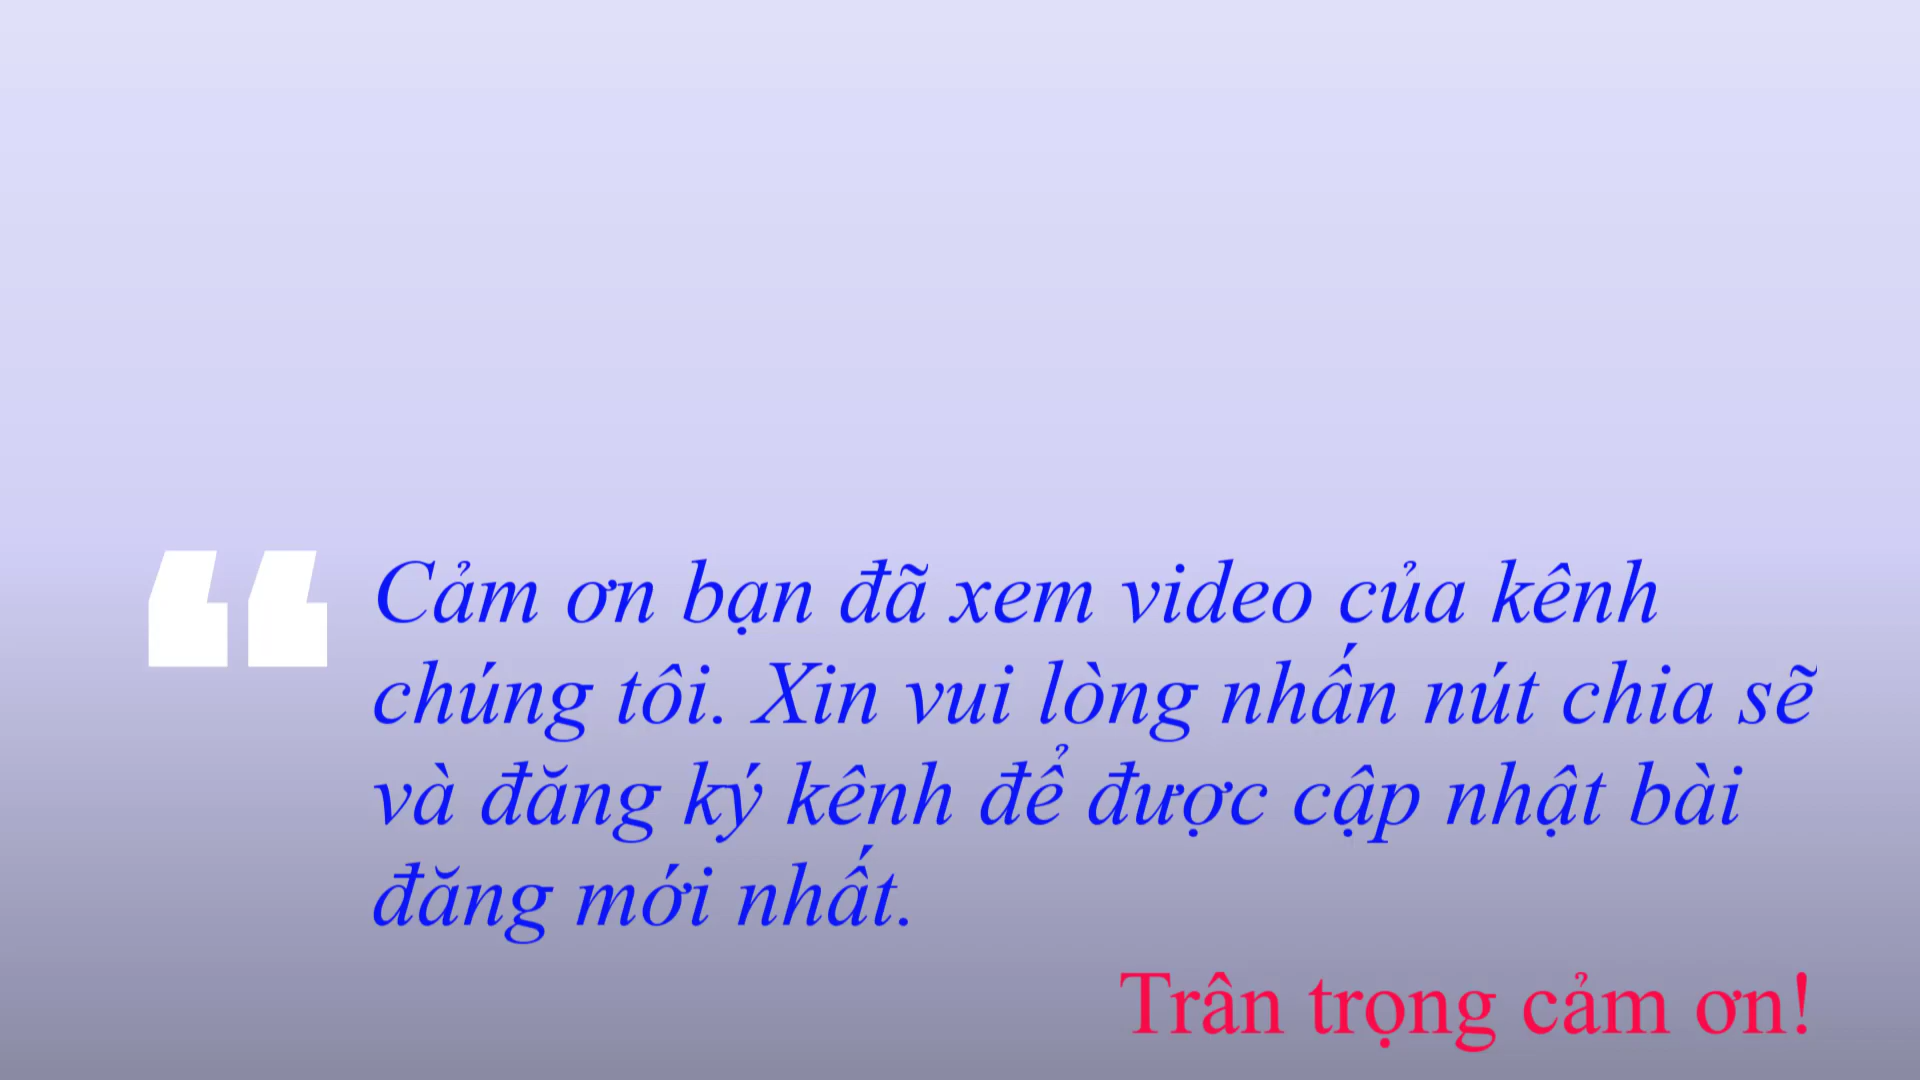 “ Cảm ơn bạn đã xem video của kênh
chúng tôi. Xin vui lòng nhấn nút chia sẽ
và đăng ký kênh để được cập nhật bài
đăng mới nhất.
Trân trọng cảm ơn!